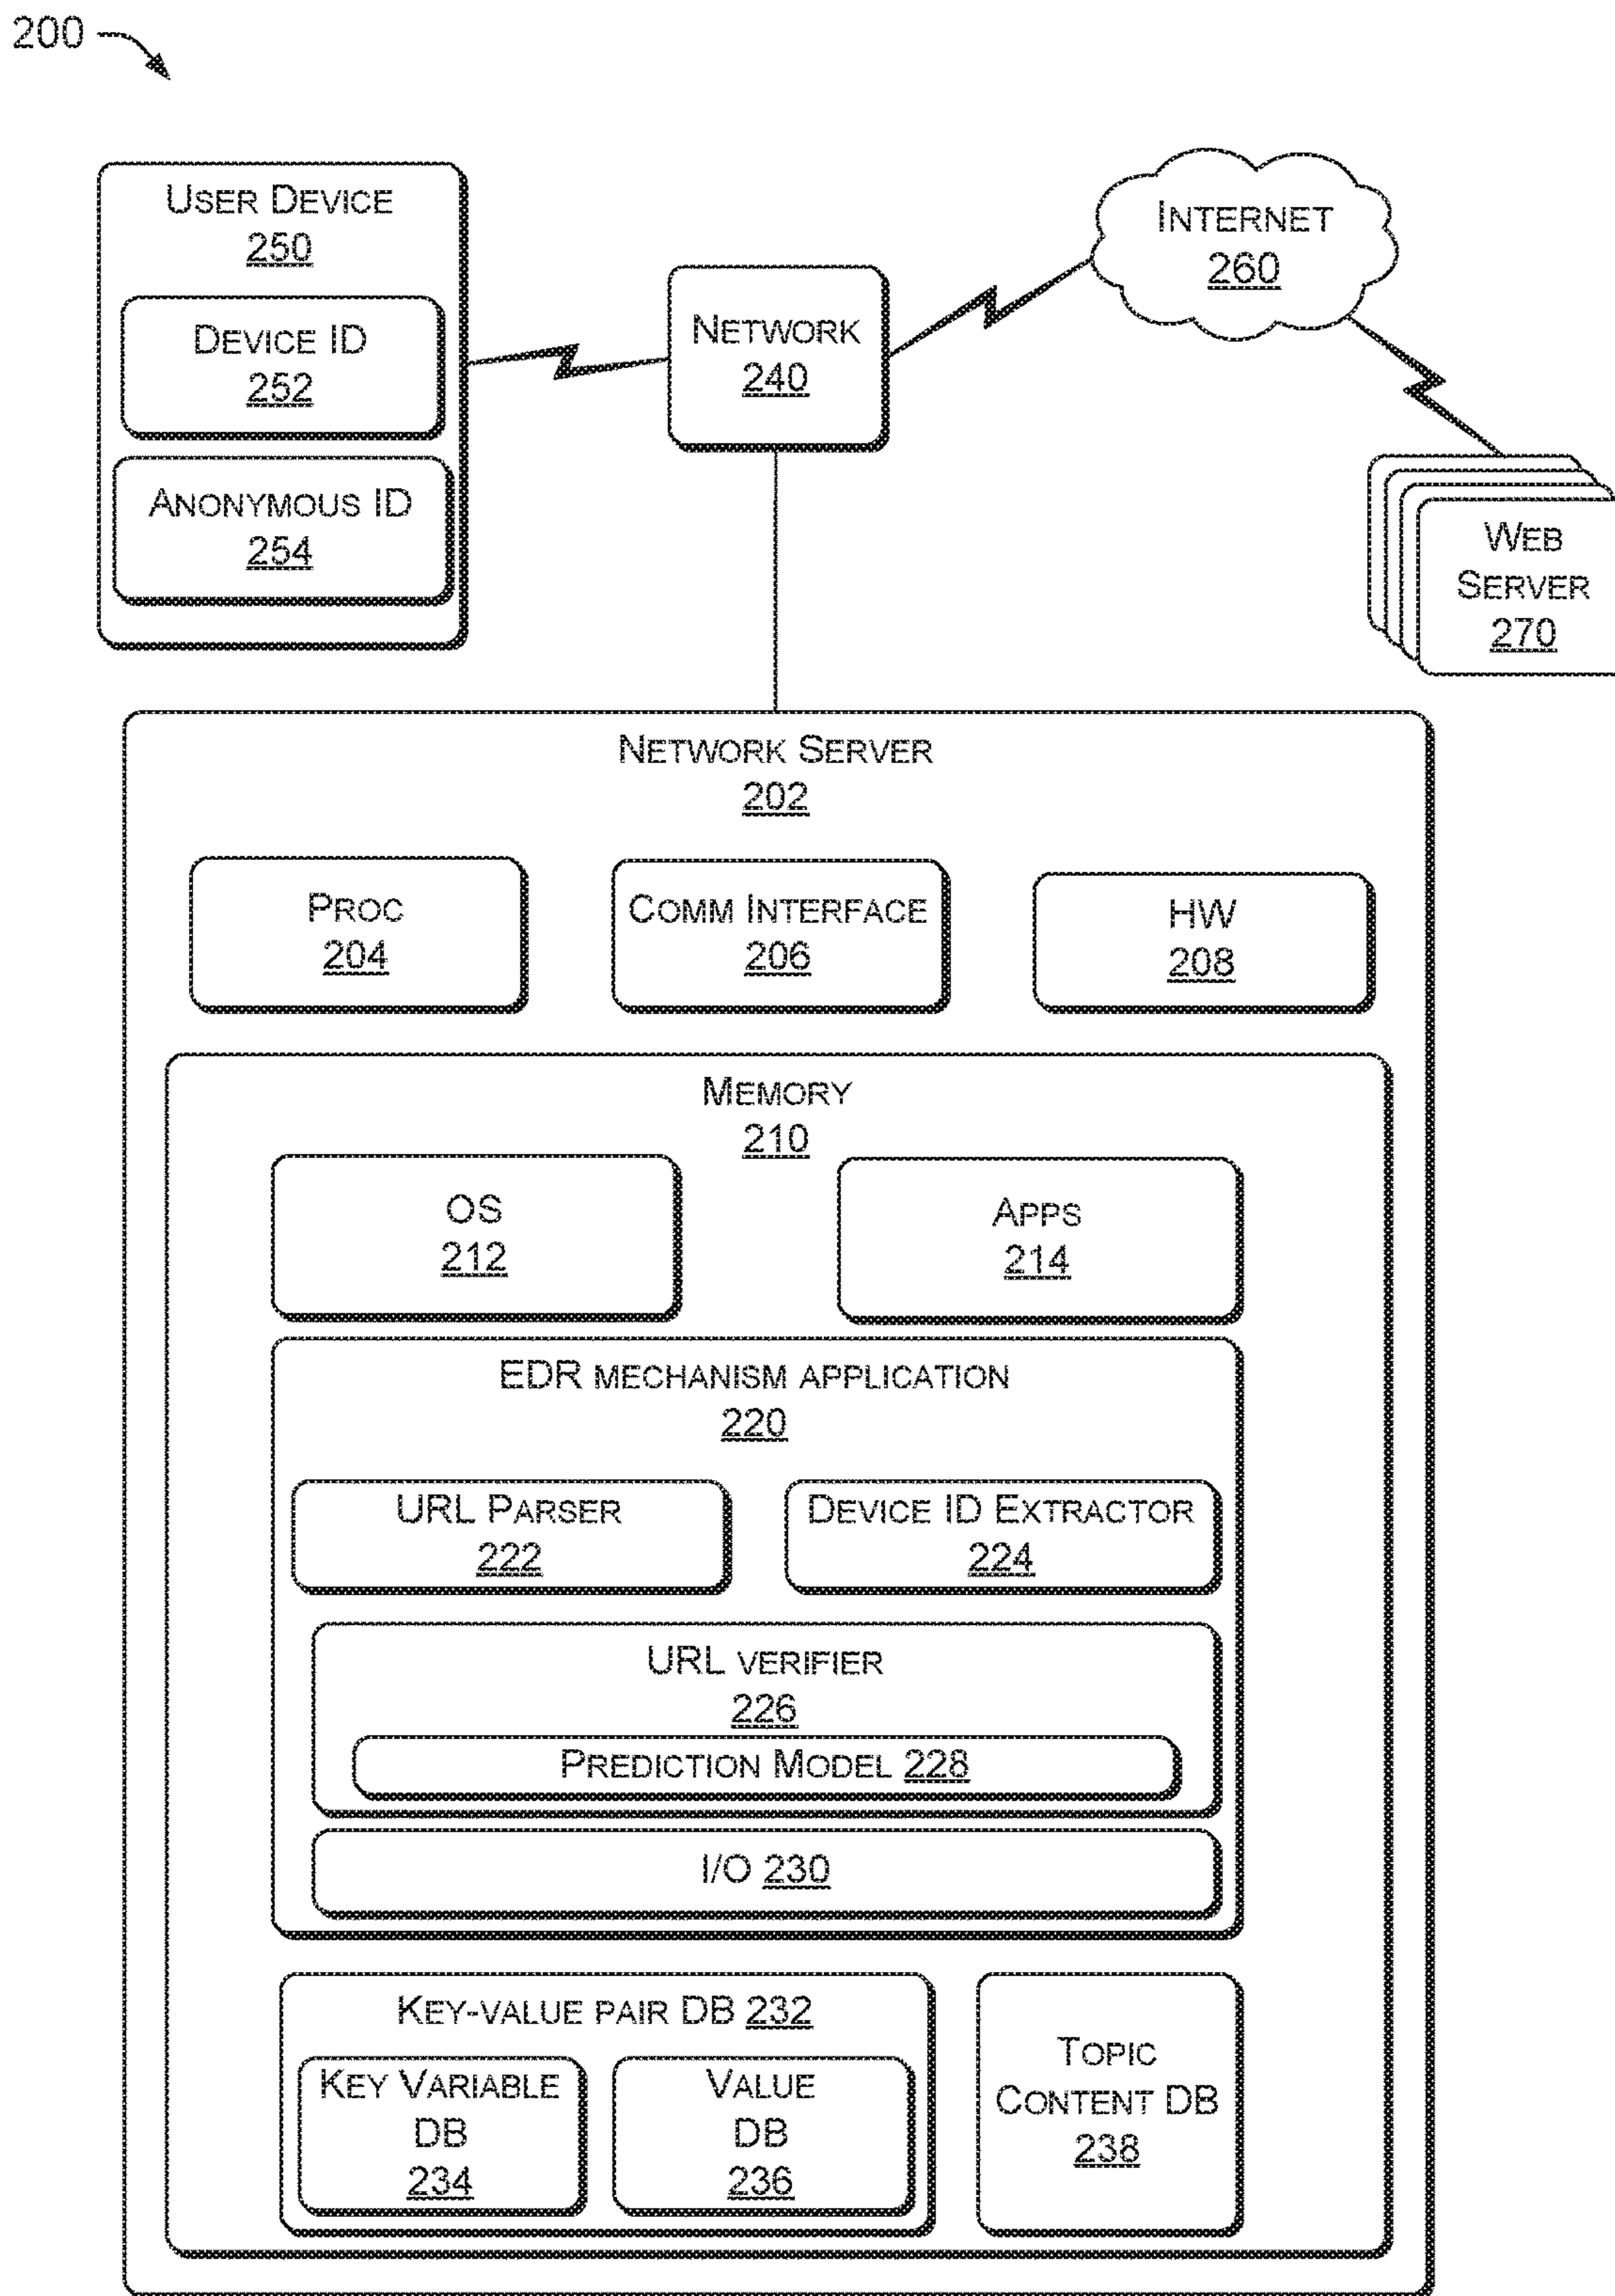 200
USER DEVICE
250
DEVICE ID
252
ANONYMOUS ID
254
NETWORK
240
INTERNET
260
WEB
SERVER
270
NETWORK SERVER
202
PROC
204
COMM INTERFACE
206
HW
208
MEMORY
210
OS
212
APPS
214
EDR MECHANISM APPLICATION
220
URL PARSER
222
DEVICE ID EXTRACTOR
224
URL VERIFIER
226
PREDICTION MODEL 228
I/O 230
KEY-VALUE PAIR DB 232
KEY VARIABLE
DB
234
VALUE
DB
236
TOPIC
CONTENT DB
238